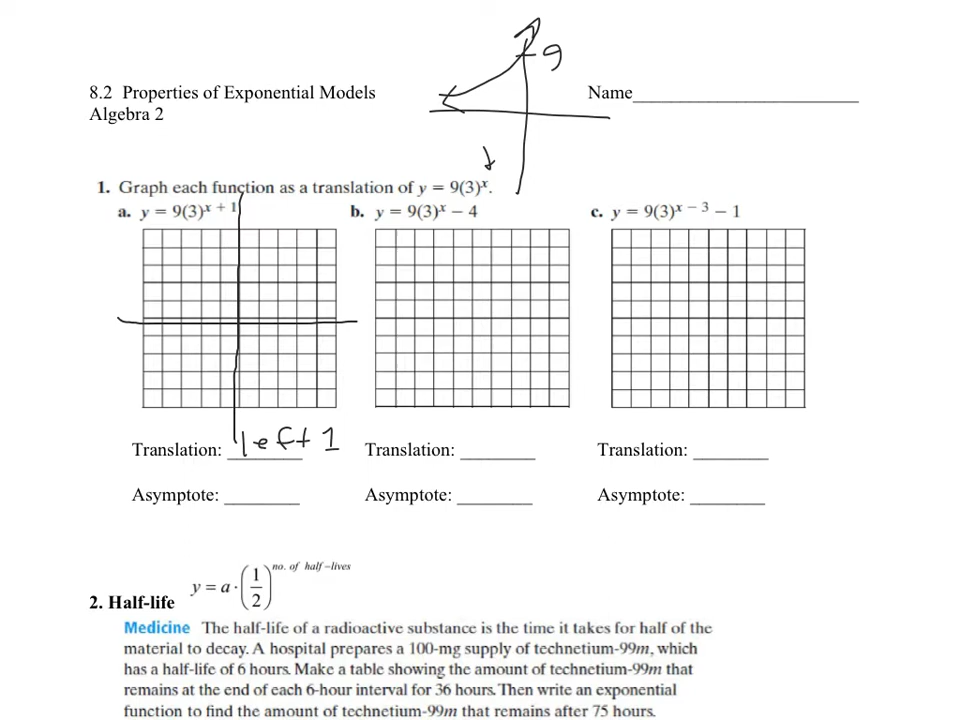 9
8.2 Properties of Exponential Models
Name
Algebra 2
1. Graph each function as a translation of y = 9(3)ˣ.
a. y = 9(3)ˣ ⁺ ¹
b. y = 9(3)ˣ – 4
c. y = 9(3)ˣ ⁻ ³ – 1
Translation: left 1
Translation:
Translation:
Asymptote:
Asymptote:
Asymptote:
2. Half-life y = a · (1/2)^no. of half-lives
Medicine The half-life of a radioactive substance is the time it takes for half of the
material to decay. A hospital prepares a 100-mg supply of technetium-99m, which
has a half-life of 6 hours. Make a table showing the amount of technetium-99m that
remains at the end of each 6-hour interval for 36 hours. Then write an exponential
function to find the amount of technetium-99m that remains after 75 hours.